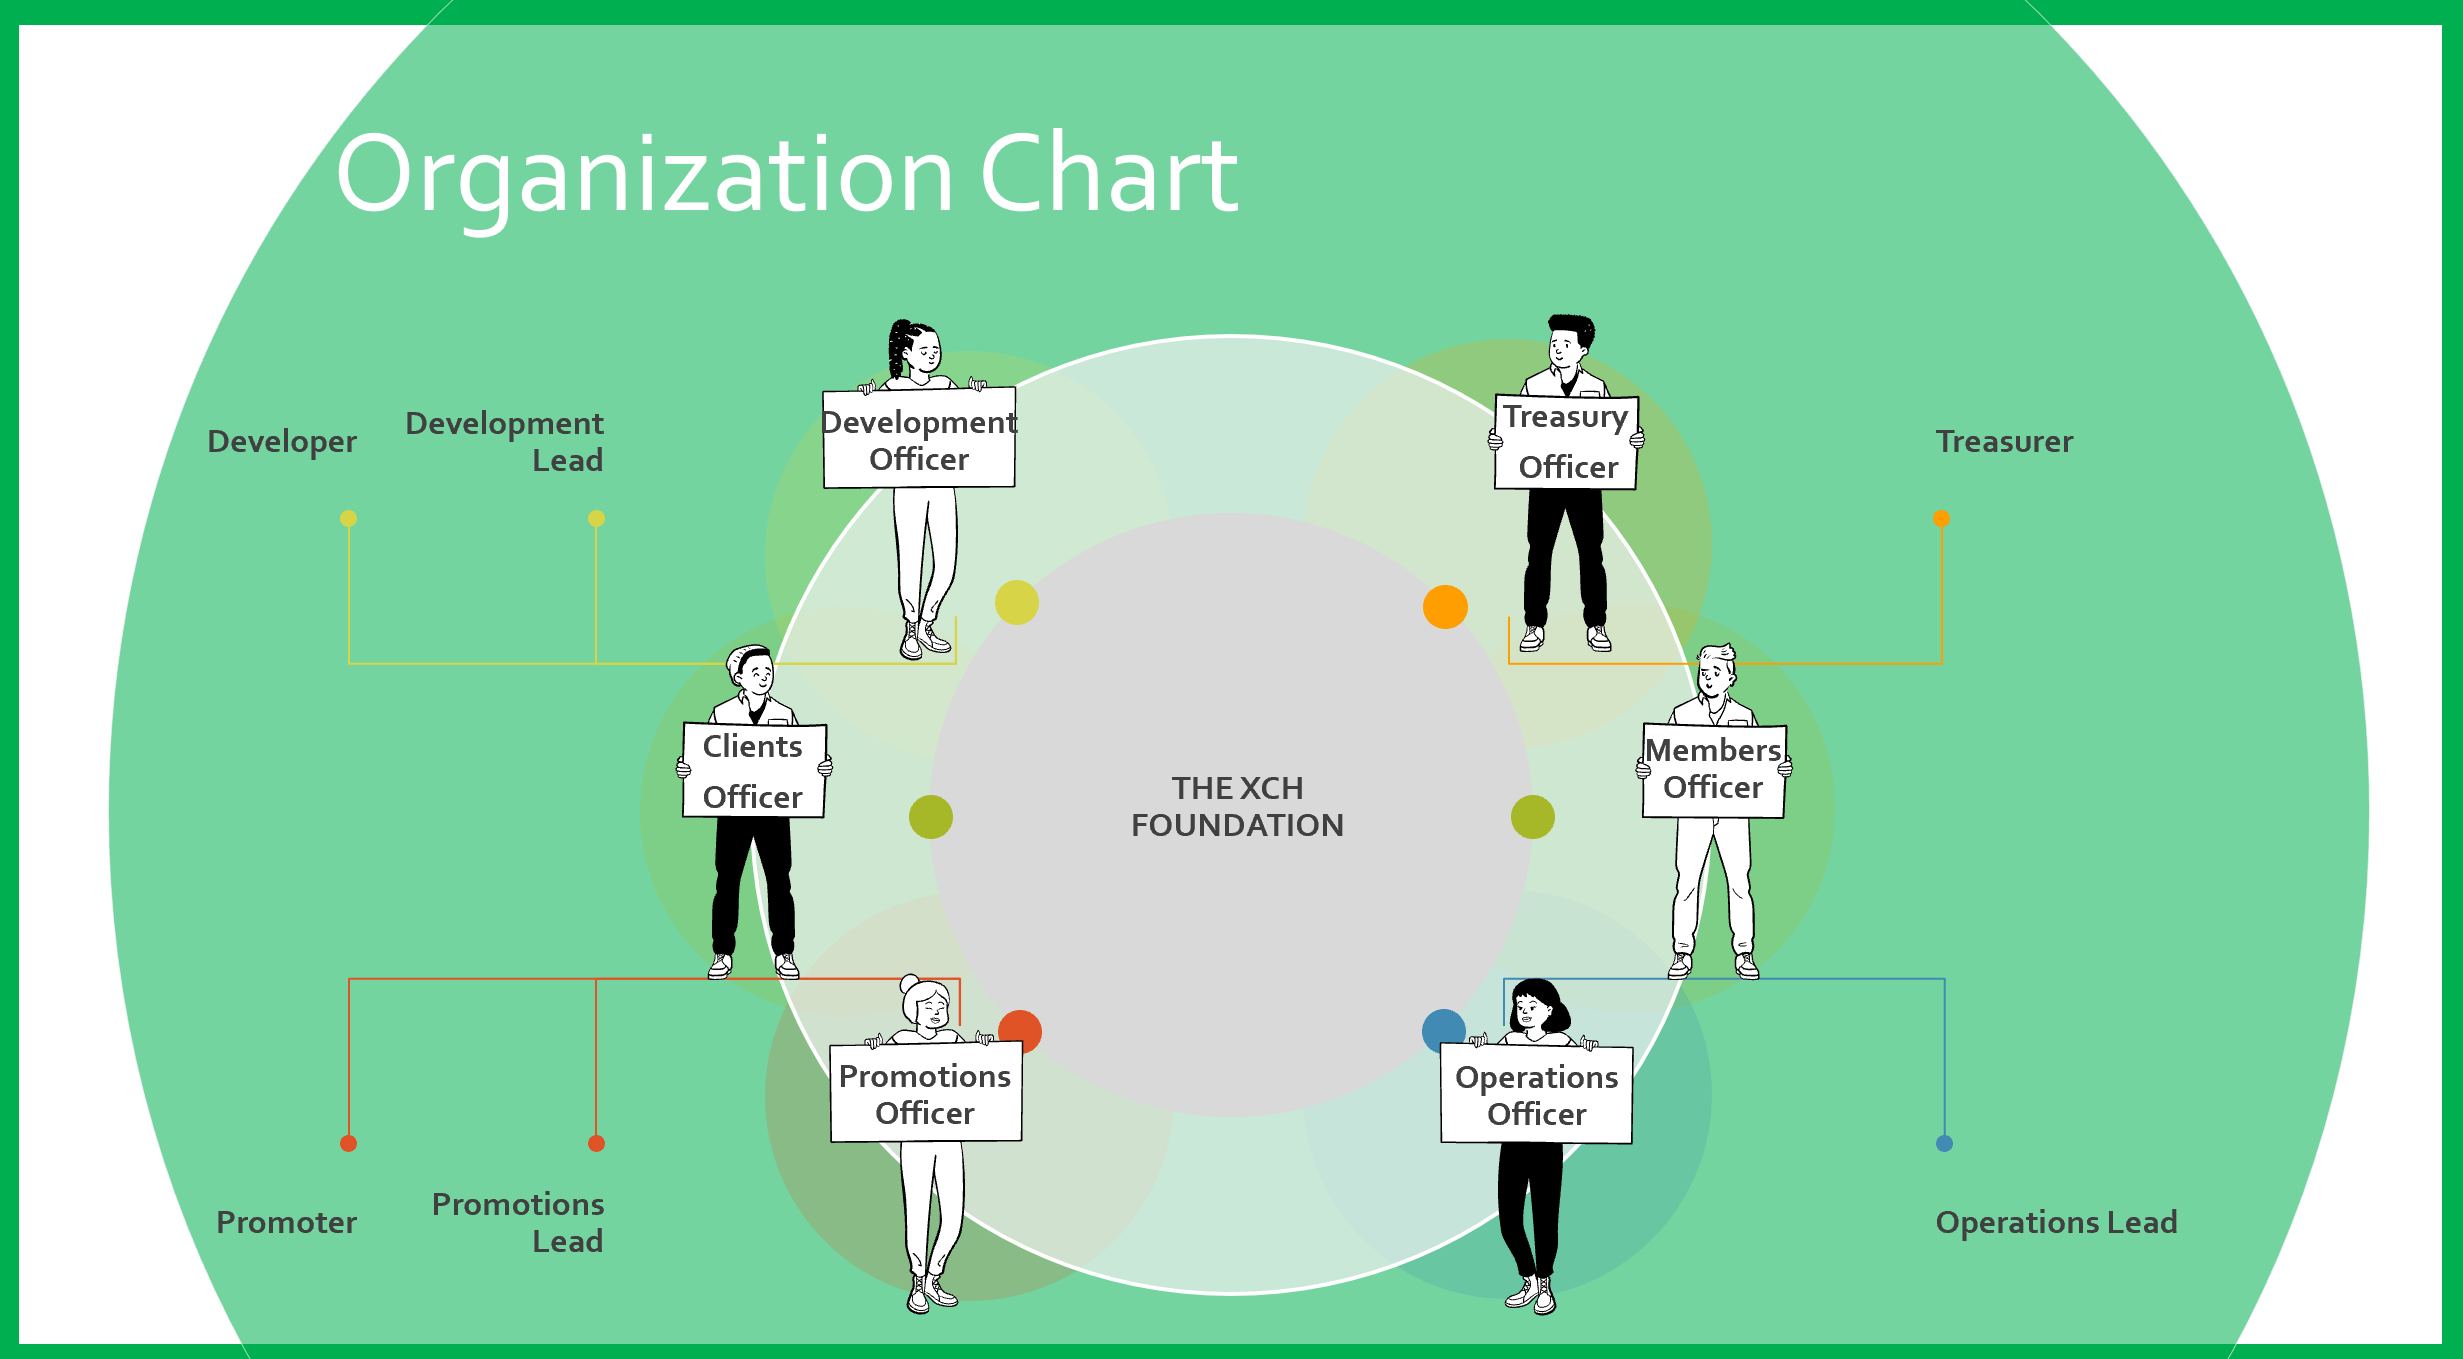 Organization Chart
Developer
Development
Lead
Development
Officer
Treasury
Officer
Treasurer
Clients
Officer
THE XCH
FOUNDATION
Members
Officer
Promoter
Promotions
Lead
Promotions
Officer
Operations
Officer
Operations Lead